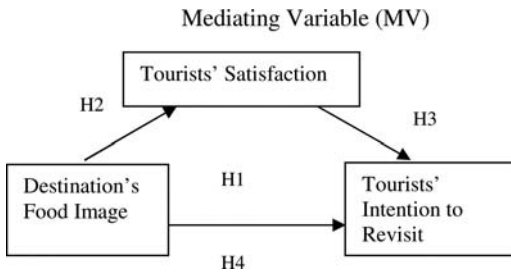 Mediating Variable (MV)
Tourists' Satisfaction
H2
H3
Destination's
Food Image
H1
Tourists'
Intention to
Revisit
H4